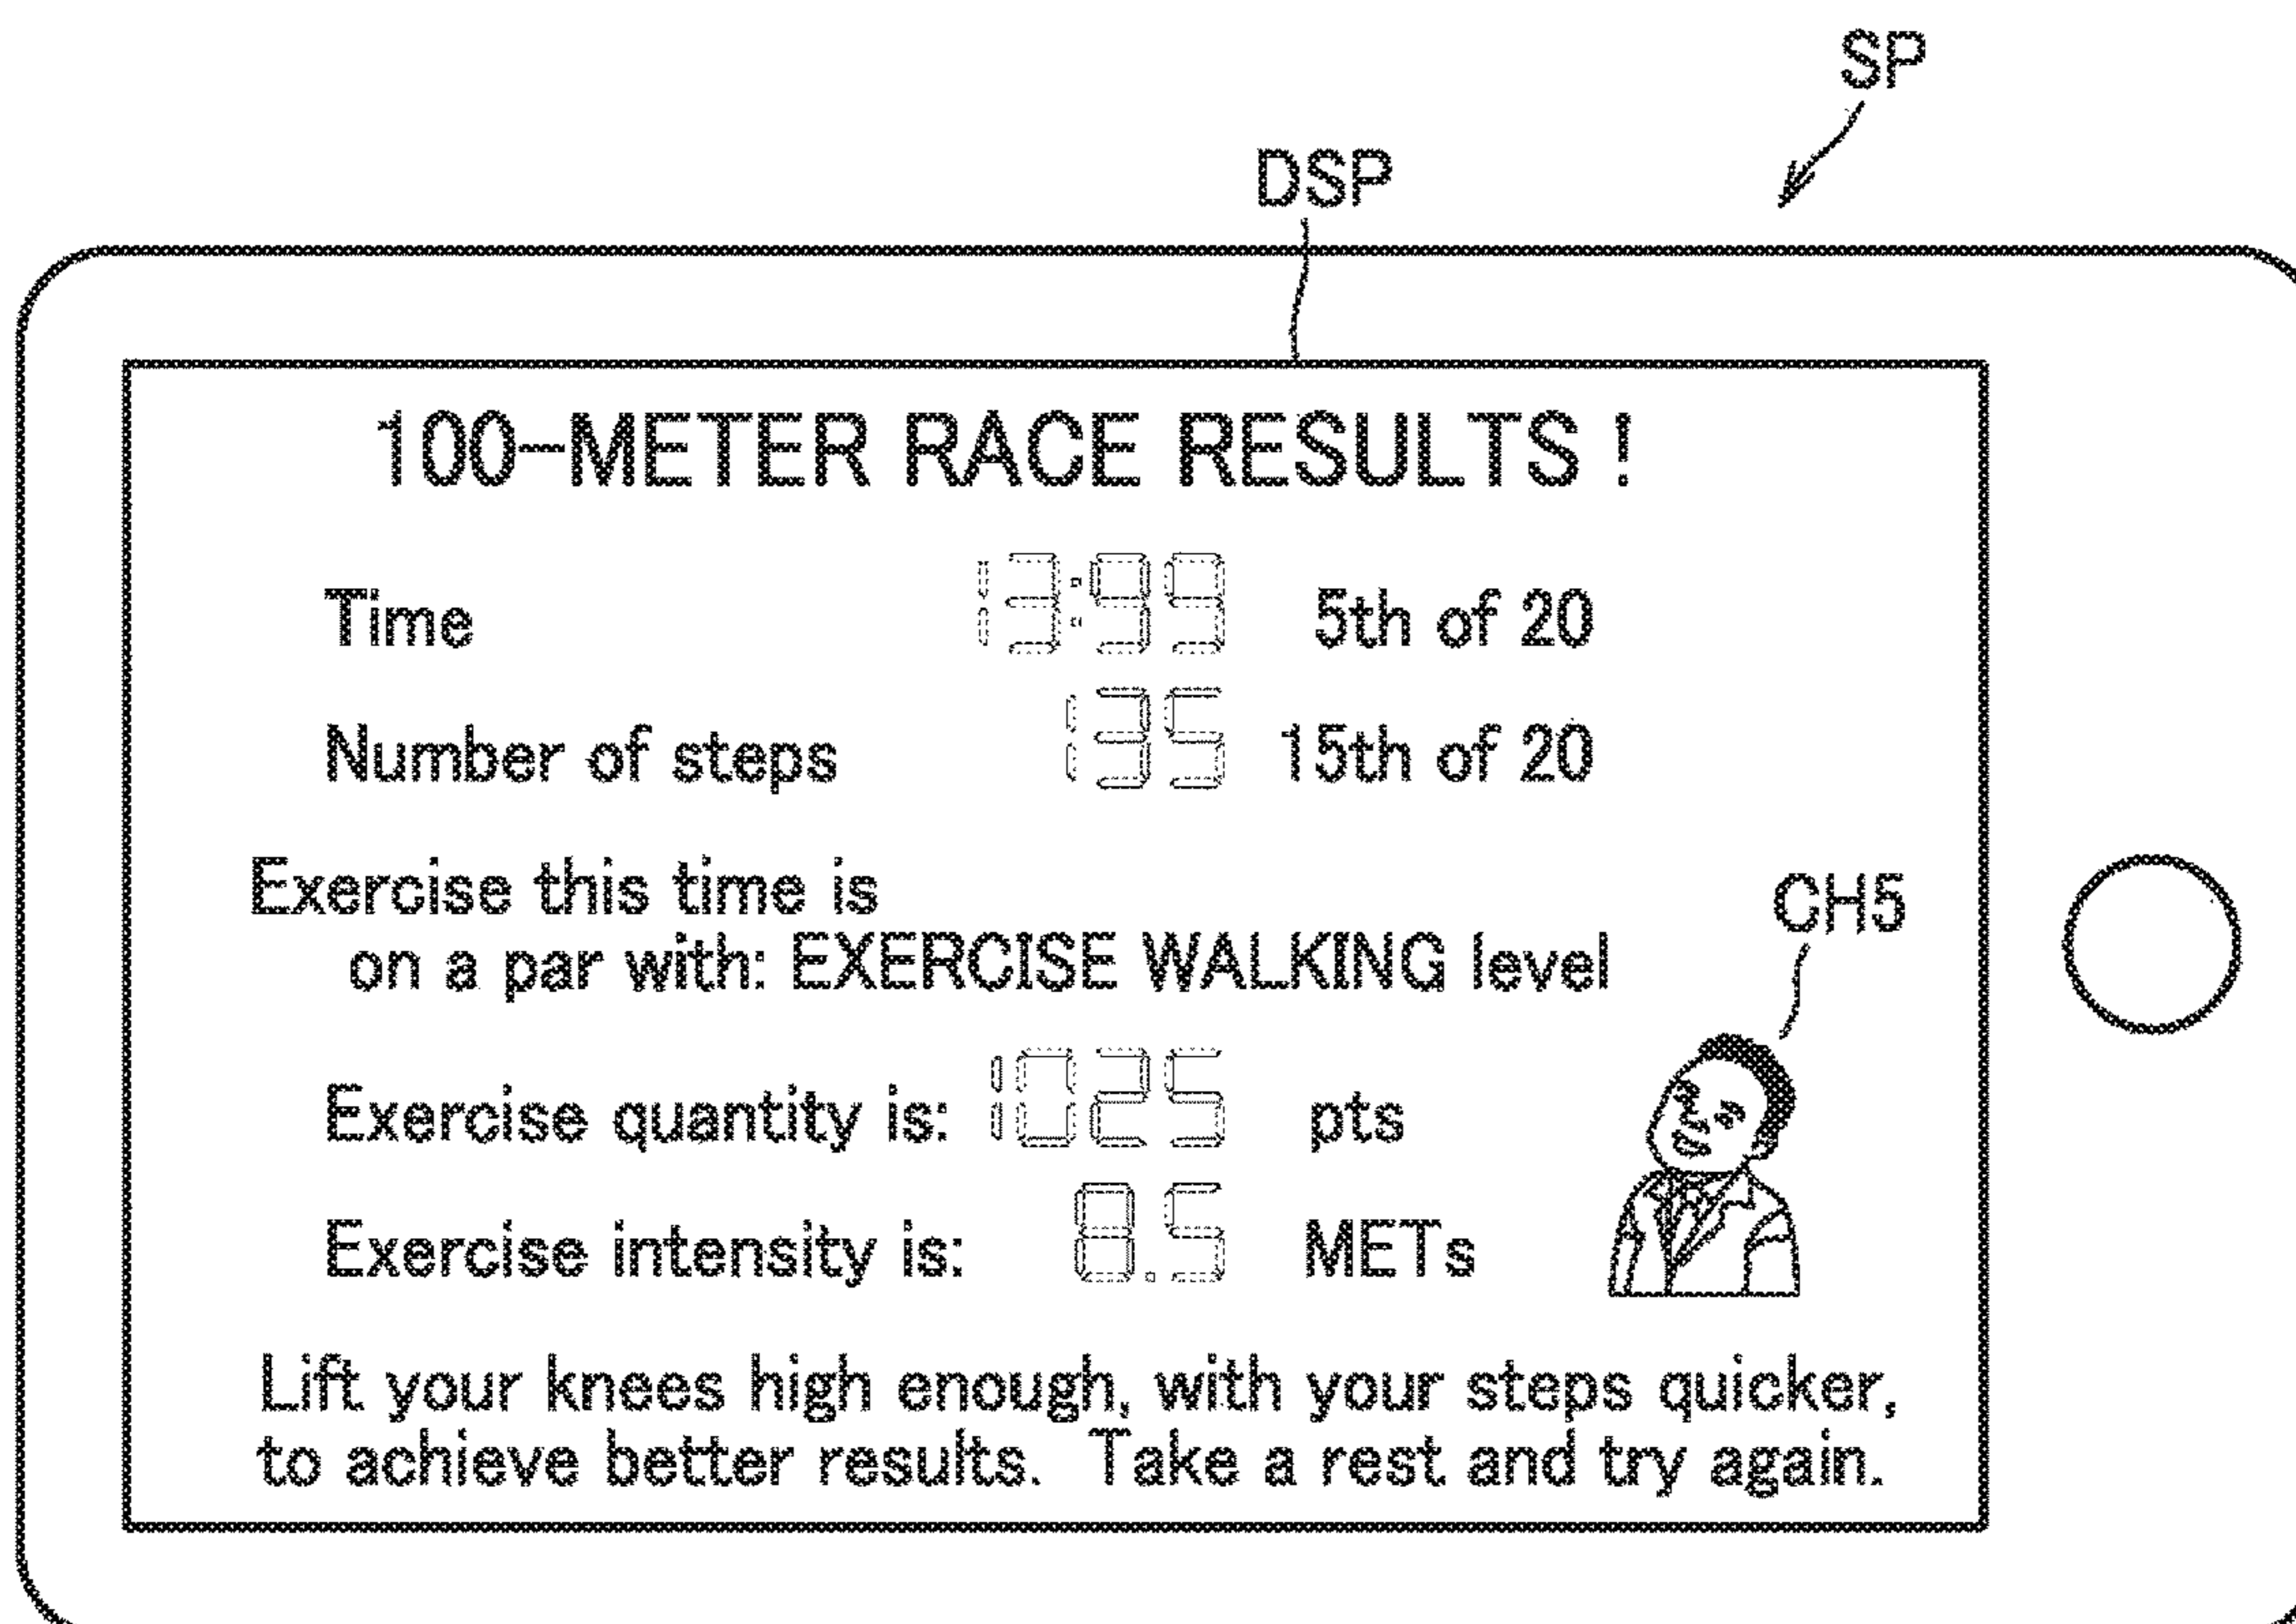 SP
DSP
100-METER RACE RESULTS !
Time 13:99 5th of 20
Number of steps 135 15th of 20
Exercise this time is
on a par with: EXERCISE WALKING level
CH5
Exercise quantity is: 1025 pts
Exercise intensity is: 8.5 METs
Lift your knees high enough, with your steps quicker,
to achieve better results. Take a rest and try again.